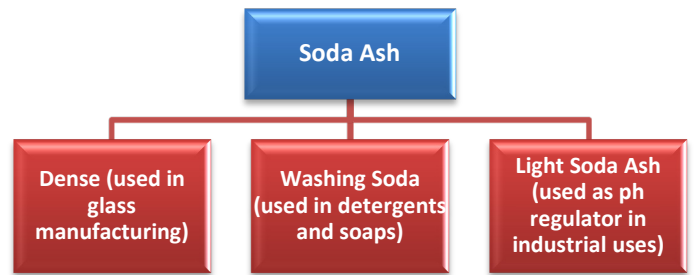 Soda Ash
Dense (used in
glass
manufacturing)
Washing Soda
(used in detergents
and soaps)
Light Soda Ash
(used as ph
regulator in
industrial uses)